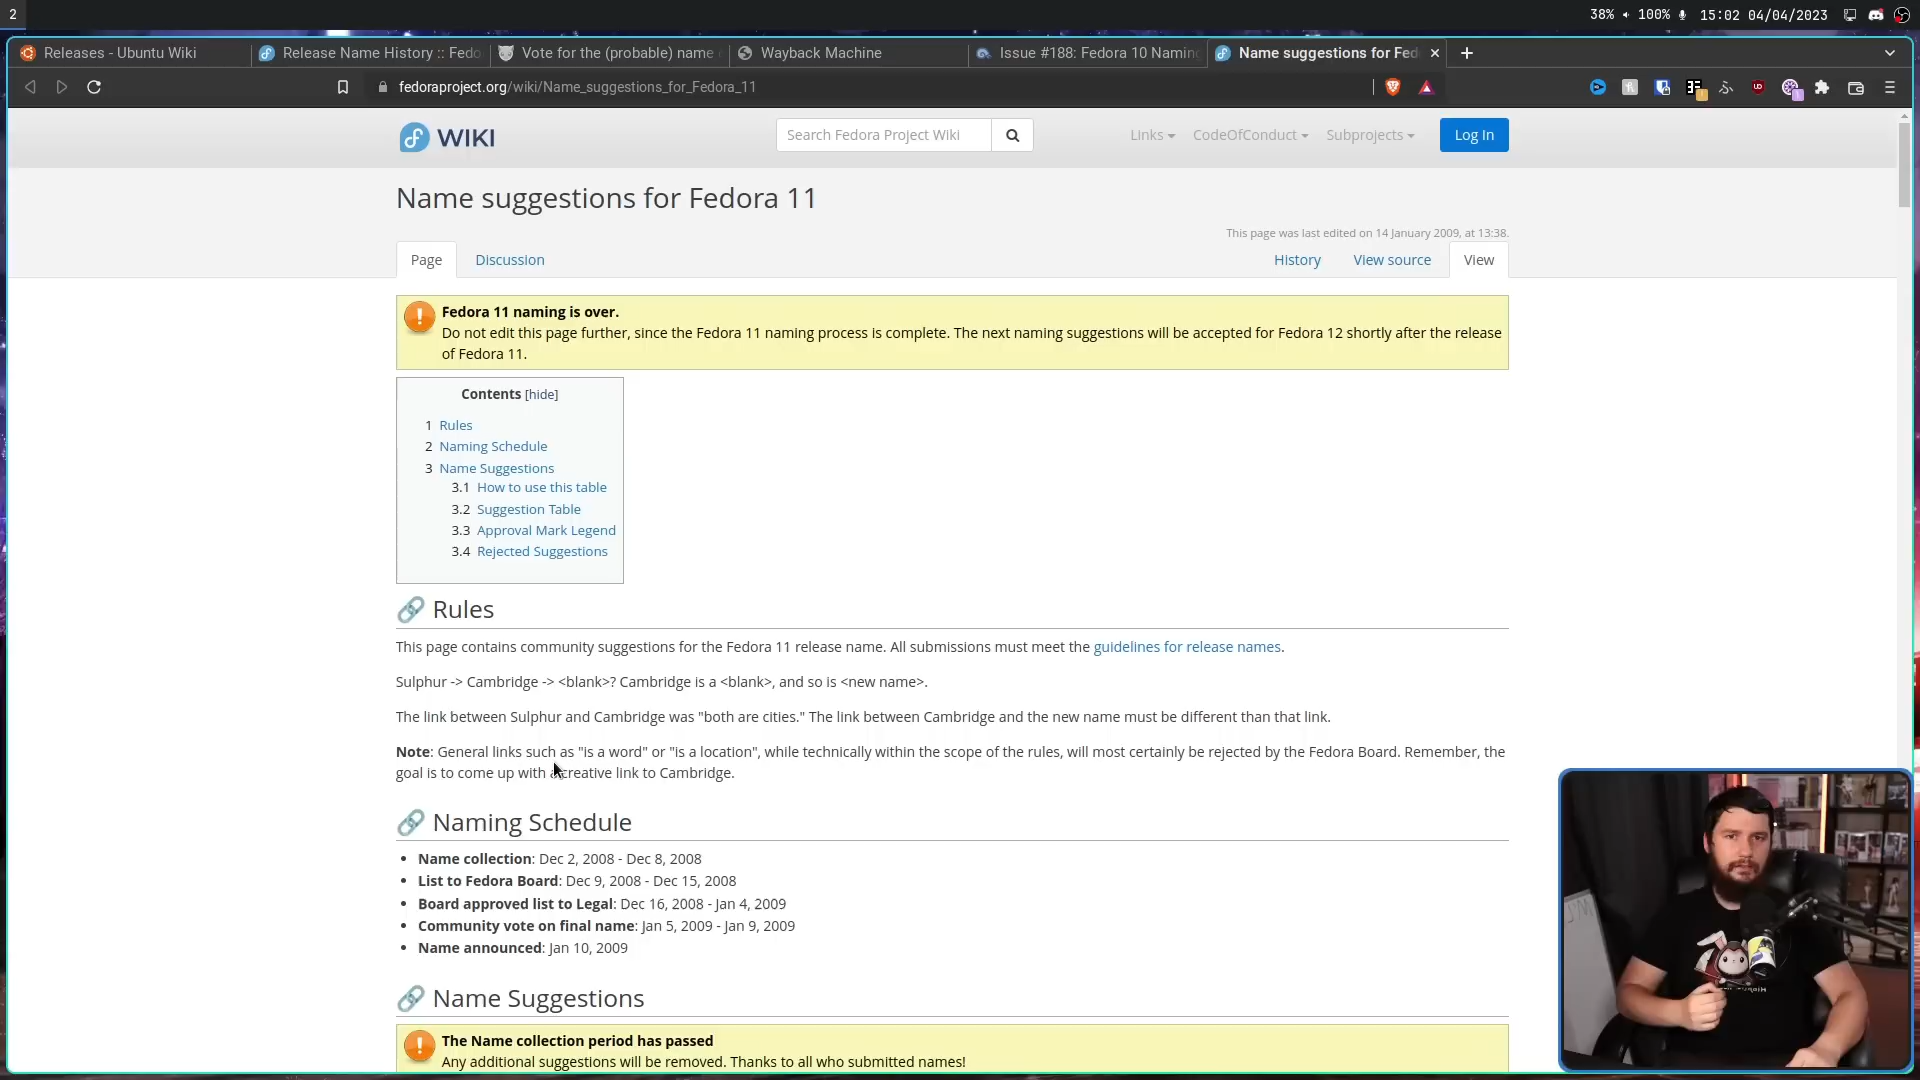 2
38% 100% 15:02 04/04/2023
Releases - Ubuntu Wiki
Release Name History :: Fedo
Vote for the (probable) name
Wayback Machine
Issue #188: Fedora 10 Naming
Name suggestions for Fed
fedoraproject.org/wiki/Name_suggestions_for_Fedora_11
WIKI
Search Fedora Project Wiki
Links
CodeOfConduct
Subprojects
Log In
Name suggestions for Fedora 11
This page was last edited on 14 January 2009, at 13:38.
Page
Discussion
History
View source
View
Fedora 11 naming is over.
Do not edit this page further, since the Fedora 11 naming process is complete. The next naming suggestions will be accepted for Fedora 12 shortly after the release
of Fedora 11.
Contents [hide]
1 Rules
2 Naming Schedule
3 Name Suggestions
3.1 How to use this table
3.2 Suggestion Table
3.3 Approval Mark Legend
3.4 Rejected Suggestions
Rules
This page contains community suggestions for the Fedora 11 release name. All submissions must meet the guidelines for release names.
Sulphur -> Cambridge -> <blank>? Cambridge is a <blank>, and so is <new name>.
The link between Sulphur and Cambridge was "both are cities." The link between Cambridge and the new name must be different than that link.
Note: General links such as "is a word" or "is a location", while technically within the scope of the rules, will most certainly be rejected by the Fedora Board. Remember, the
goal is to come up with a creative link to Cambridge.
Naming Schedule
• Name collection: Dec 2, 2008 - Dec 8, 2008
• List to Fedora Board: Dec 9, 2008 - Dec 15, 2008
• Board approved list to Legal: Dec 16, 2008 - Jan 4, 2009
• Community vote on final name: Jan 5, 2009 - Jan 9, 2009
• Name announced: Jan 10, 2009
Name Suggestions
The Name collection period has passed
Any additional suggestions will be removed. Thanks to all who submitted names!